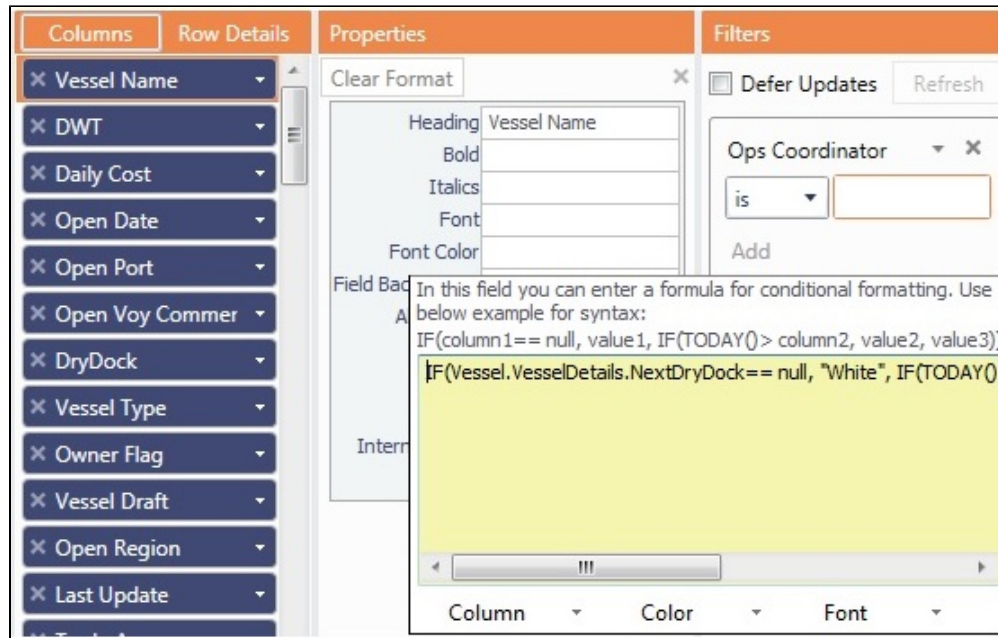 Columns
Row Details
Vessel Name
DWT
Daily Cost
Open Date
Open Port
Open Voy Commer
DryDock
Vessel Type
Owner Flag
Vessel Draft
Open Region
Last Update
Properties
Clear Format
Heading Vessel Name
Bold
Italics
Font
Font Color
Field Bac
A
Intern
In this field you can enter a formula for conditional formatting. Use
below example for syntax:
IF(column1== null, value1, IF(TODAY()> column2, value2, value3))
IF(Vessel.VesselDetails.NextDryDock== null, "White", IF(TODAY()
Column Color Font
Filters
Defer Updates Refresh
Ops Coordinator
is
Add